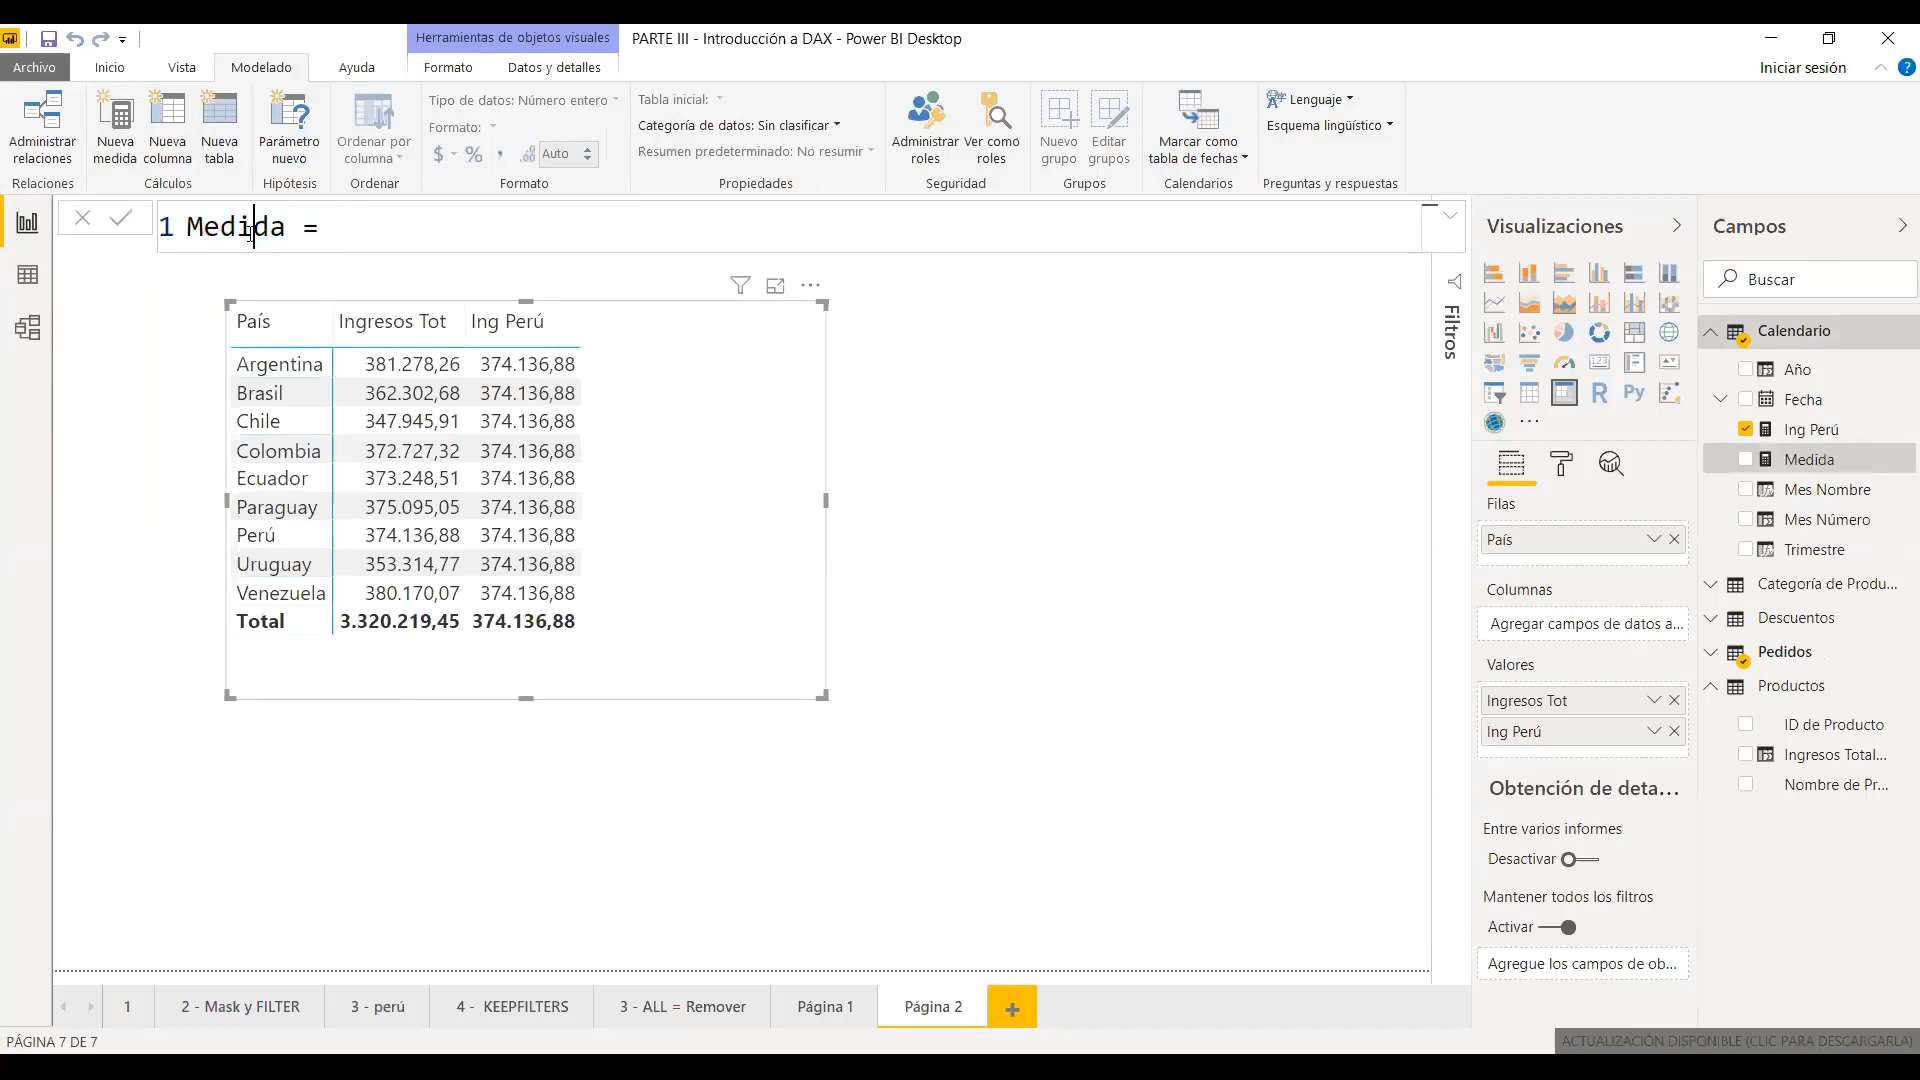 Herramientas de objetos visuales
PARTE III - Introducción a DAX - Power BI Desktop
Archivo
Inicio
Vista
Modelado
Ayuda
Formato
Datos y detalles
Iniciar sesión
?
Administrar relaciones
Nueva medida
Nueva columna
Nueva tabla
Parámetro nuevo
Ordenar por columna
Tipo de datos: Número entero
Formato:
$ % , .00 Auto
Tabla inicial:
Categoría de datos: Sin clasificar
Resumen predeterminado: No resumir
Administrar roles
Ver como roles
Nuevo grupo
Editar grupos
Marcar como tabla de fechas
Lenguaje
Esquema lingüístico
Relaciones
Cálculos
Hipótesis
Ordenar
Formato
Propiedades
Seguridad
Grupos
Calendarios
Preguntas y respuestas
1 Medida =
País Ingresos Tot Ing Perú
Argentina 381.278,26 374.136,88
Brasil 362.302,68 374.136,88
Chile 347.945,91 374.136,88
Colombia 372.727,32 374.136,88
Ecuador 373.248,51 374.136,88
Paraguay 375.095,05 374.136,88
Perú 374.136,88 374.136,88
Uruguay 353.314,77 374.136,88
Venezuela 380.170,07 374.136,88
Total 3.320.219,45 374.136,88
Filtros
Visualizaciones
R
Py
123
Filas
País
Columnas
Agregar campos de datos a...
Valores
Ingresos Tot
Ing Perú
Obtención de deta...
Entre varios informes
Desactivar
Mantener todos los filtros
Activar
Agregue los campos de ob...
Campos
Buscar
Calendario
Año
Fecha
Ing Perú
Medida
Mes Nombre
Mes Número
Trimestre
Categoría de Produ...
Descuentos
Pedidos
Productos
ID de Producto
Ingresos Total...
Nombre de Pr...
1
2 - Mask y FILTER
3 - perú
4 - KEEPFILTERS
3 - ALL = Remover
Página 1
Página 2
PÁGINA 7 DE 7
ACTUALIZACIÓN DISPONIBLE (CLIC PARA DESCARGARLA)